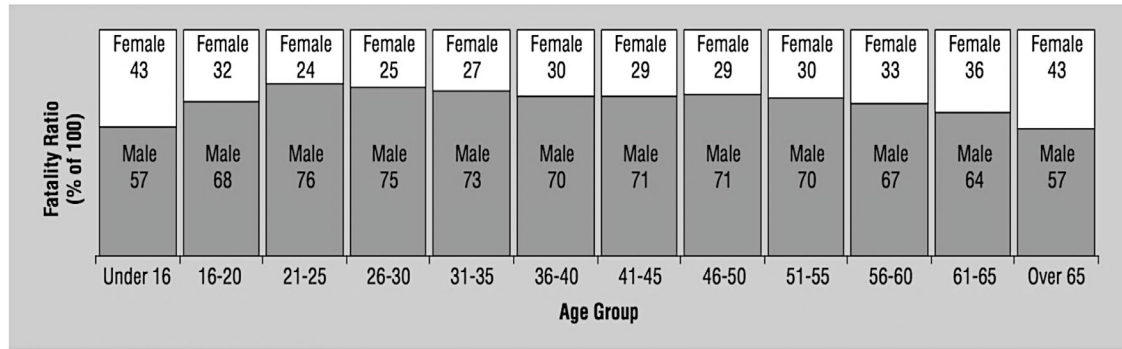 Fatality Ratio
(% of 100)
Female Female Female Female Female Female Female Female Female Female Female Female
43 32 24 25 27 30 29 29 30 33 36 43
Male Male Male Male Male Male Male Male Male Male Male Male
57 68 76 75 73 70 71 71 70 67 64 57
Under 16 16-20 21-25 26-30 31-35 36-40 41-45 46-50 51-55 56-60 61-65 Over 65
Age Group